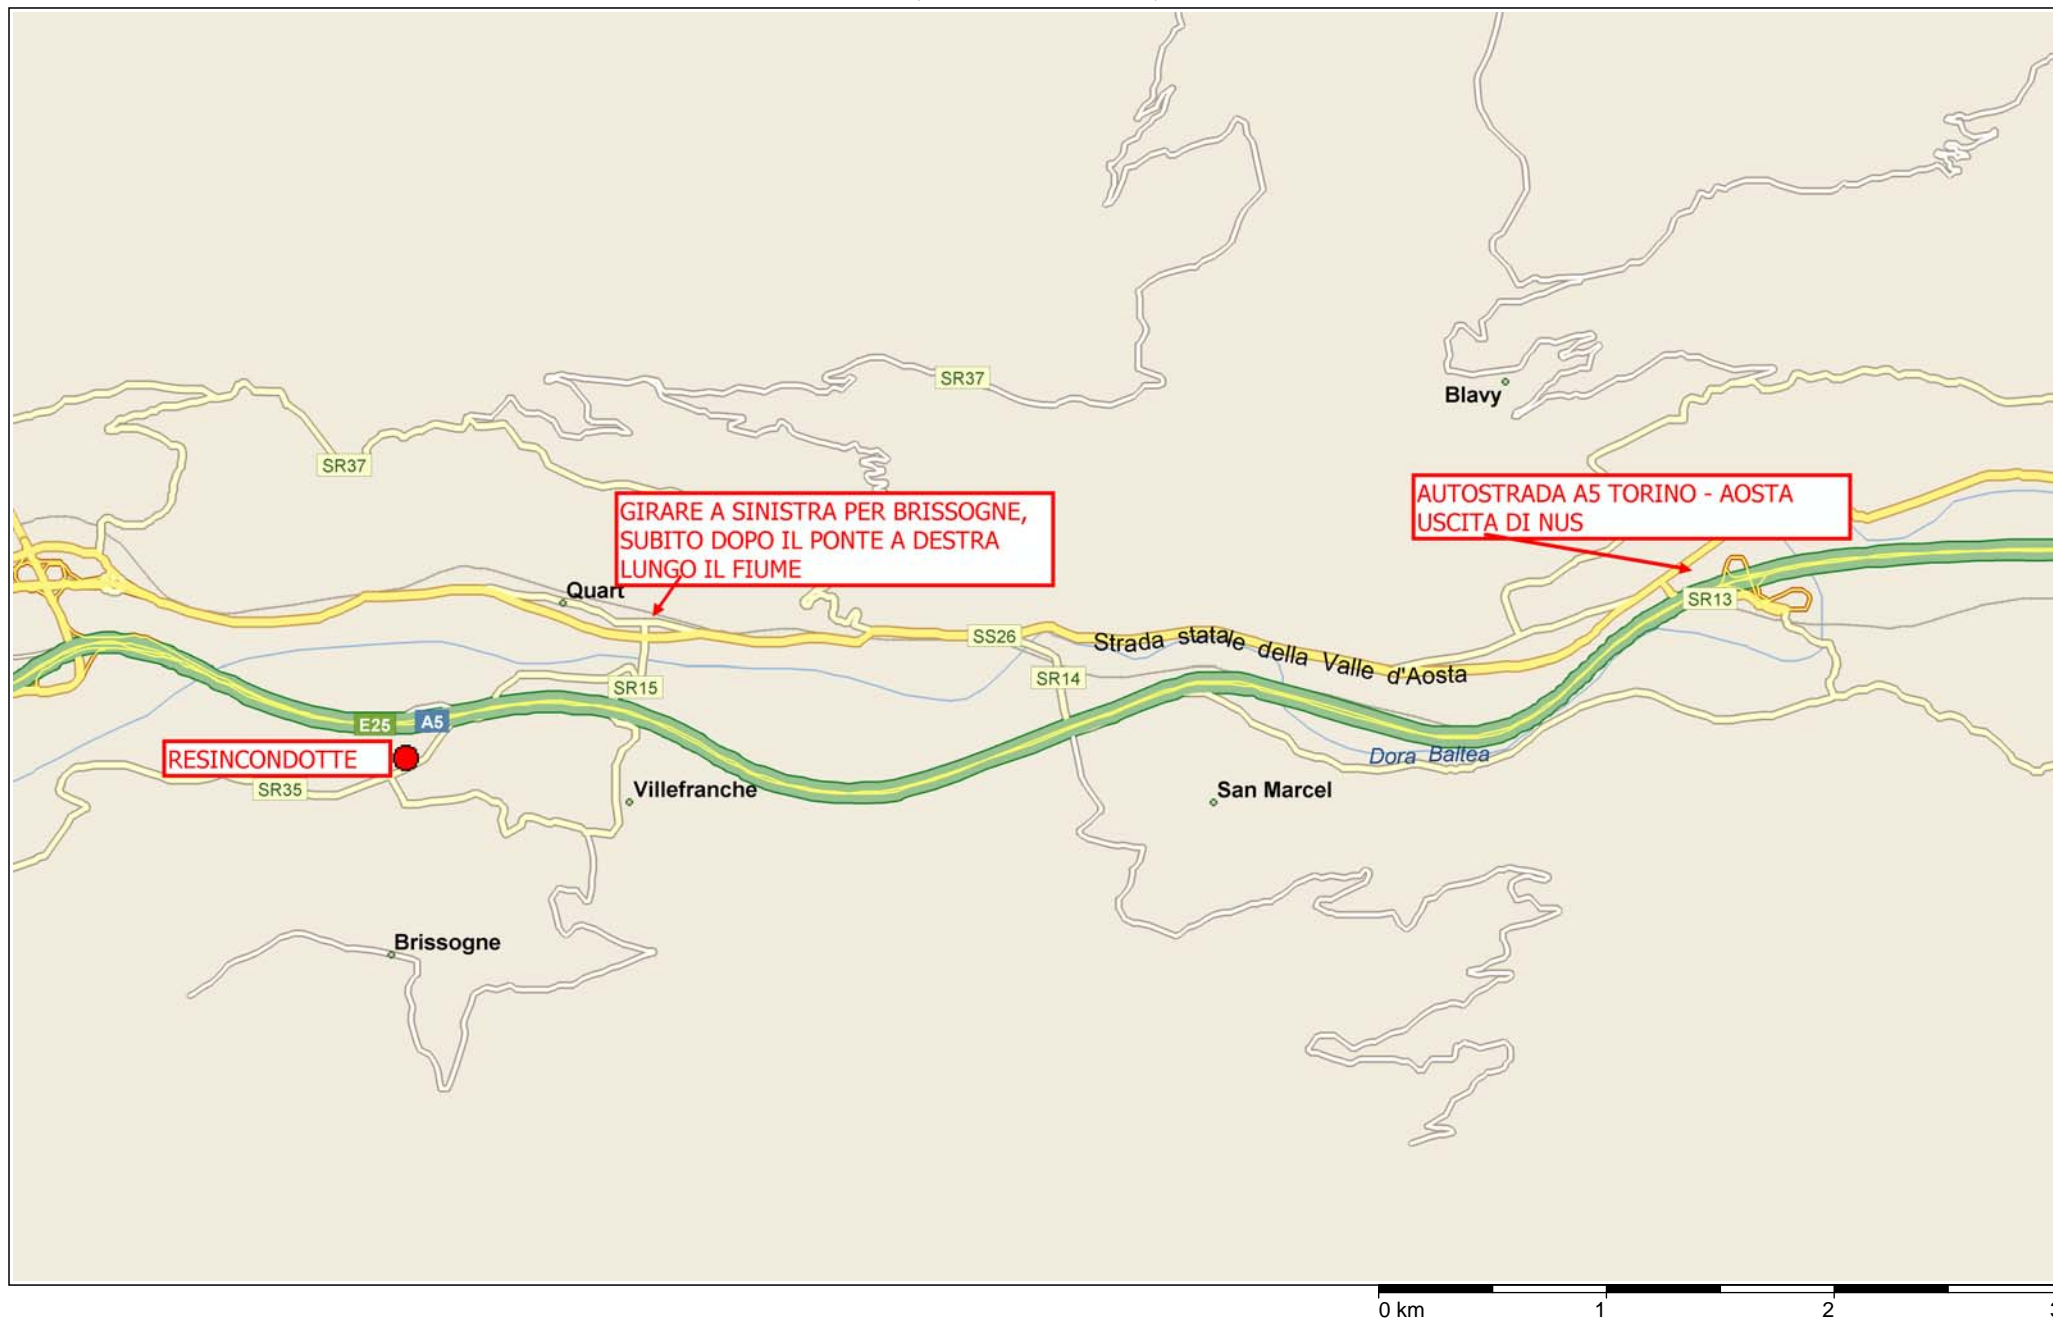 SR37
Blavy
SR37
AUTOSTRADA A5 TORINO - AOSTA
USCITA DI NUS
GIRARE A SINISTRA PER BRISSOGNE,
SUBITO DOPO IL PONTE A DESTRA
LUNGO IL FIUME
Quart
SR13
SS26
Strada statale della Valle d'Aosta
SR14
SR15
E25
A5
RESINCONDOTTE
Dora Baltea
SR35
Villefranche
San Marcel
Brissogne
0 km
1
2